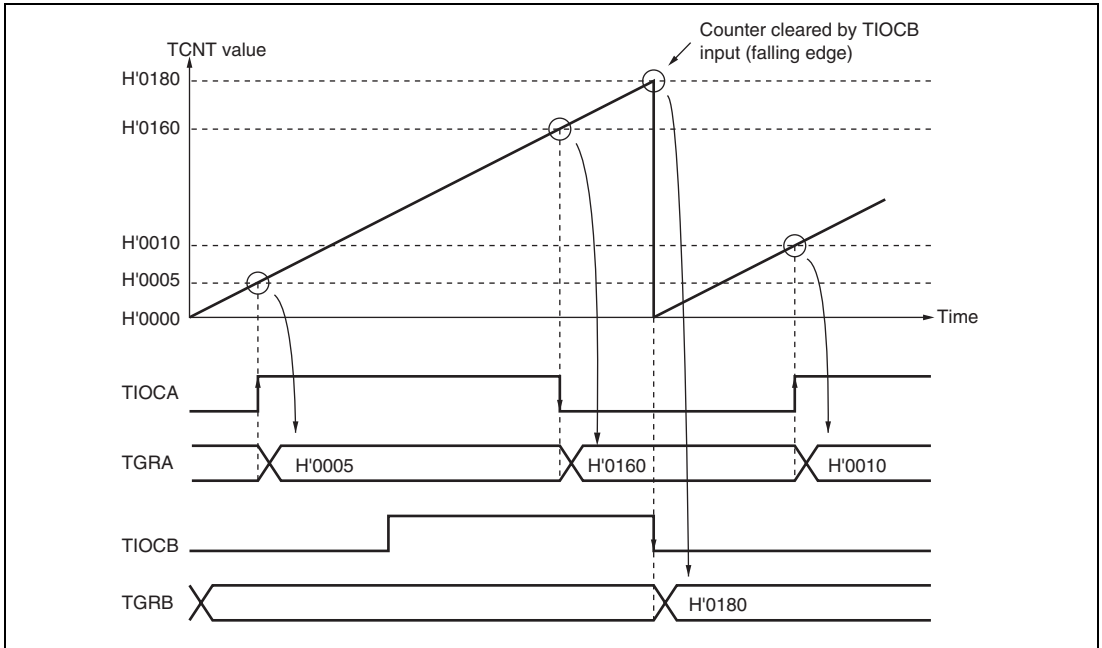 Counter cleared by TIOCB
input (falling edge)
TCNT value
H'0180
H'0160
H'0010
H'0005
H'0000
Time
TIOCA
TGRA
H'0005
H'0160
H'0010
TIOCB
TGRB
H'0180